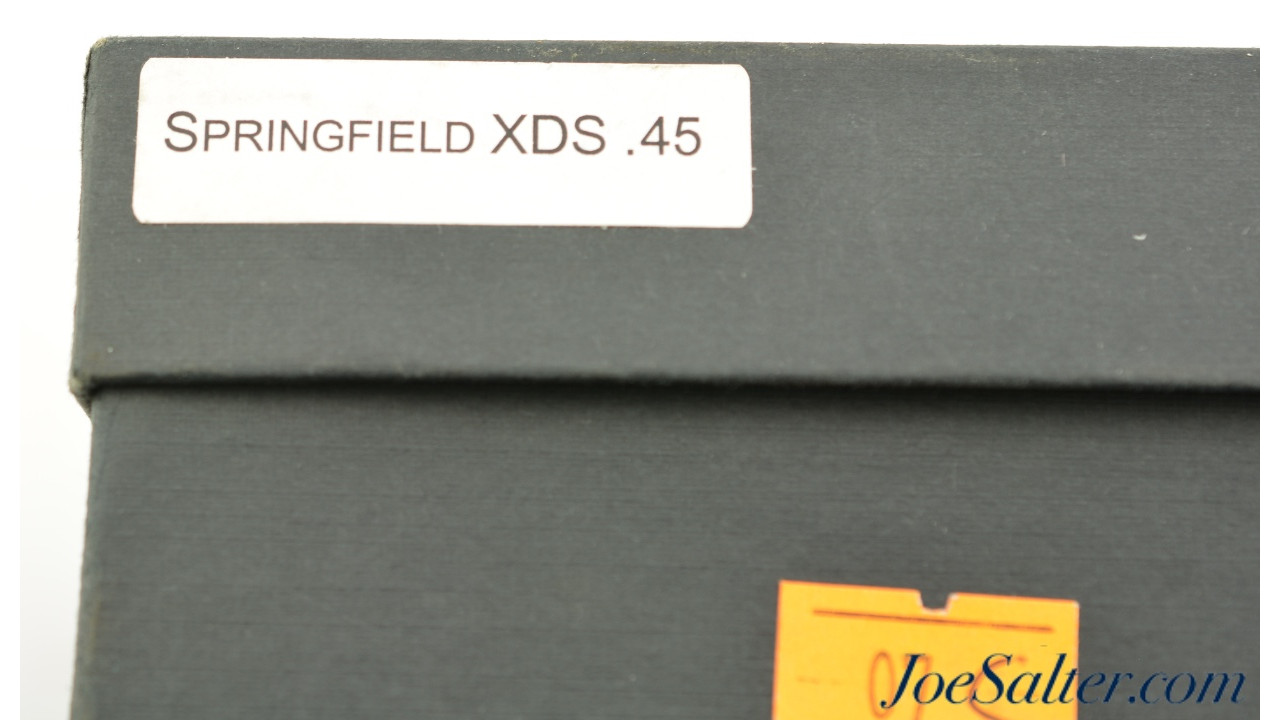 SPRINGFIELD XDS .45
JoeSalter.com